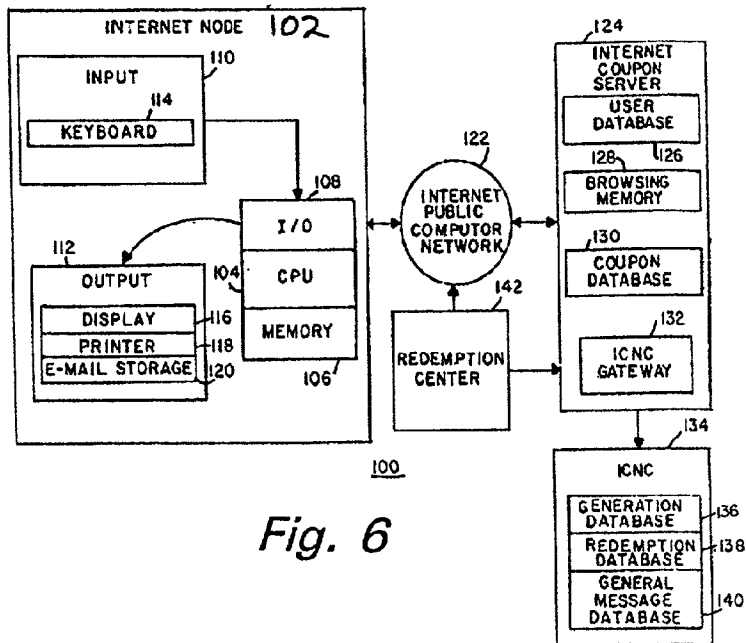 INTERNET NODE 102
INPUT
110
114
KEYBOARD
108
I/O
CPU
MEMORY
104
106
112
OUTPUT
DISPLAY
116
PRINTER
118
E-MAIL STORAGE
120
122
INTERNET
PUBLIC
COMPUTOR
NETWORK
142
REDEMPTION
CENTER
124
INTERNET
COUPON
SERVER
USER
DATABASE
126
128
BROWSING
MEMORY
130
COUPON
DATABASE
132
ICNC
GATEWAY
134
ICNC
GENERATION
DATABASE
136
REDEMPTION
DATABASE
138
GENERAL
MESSAGE
DATABASE
140
100
Fig. 6